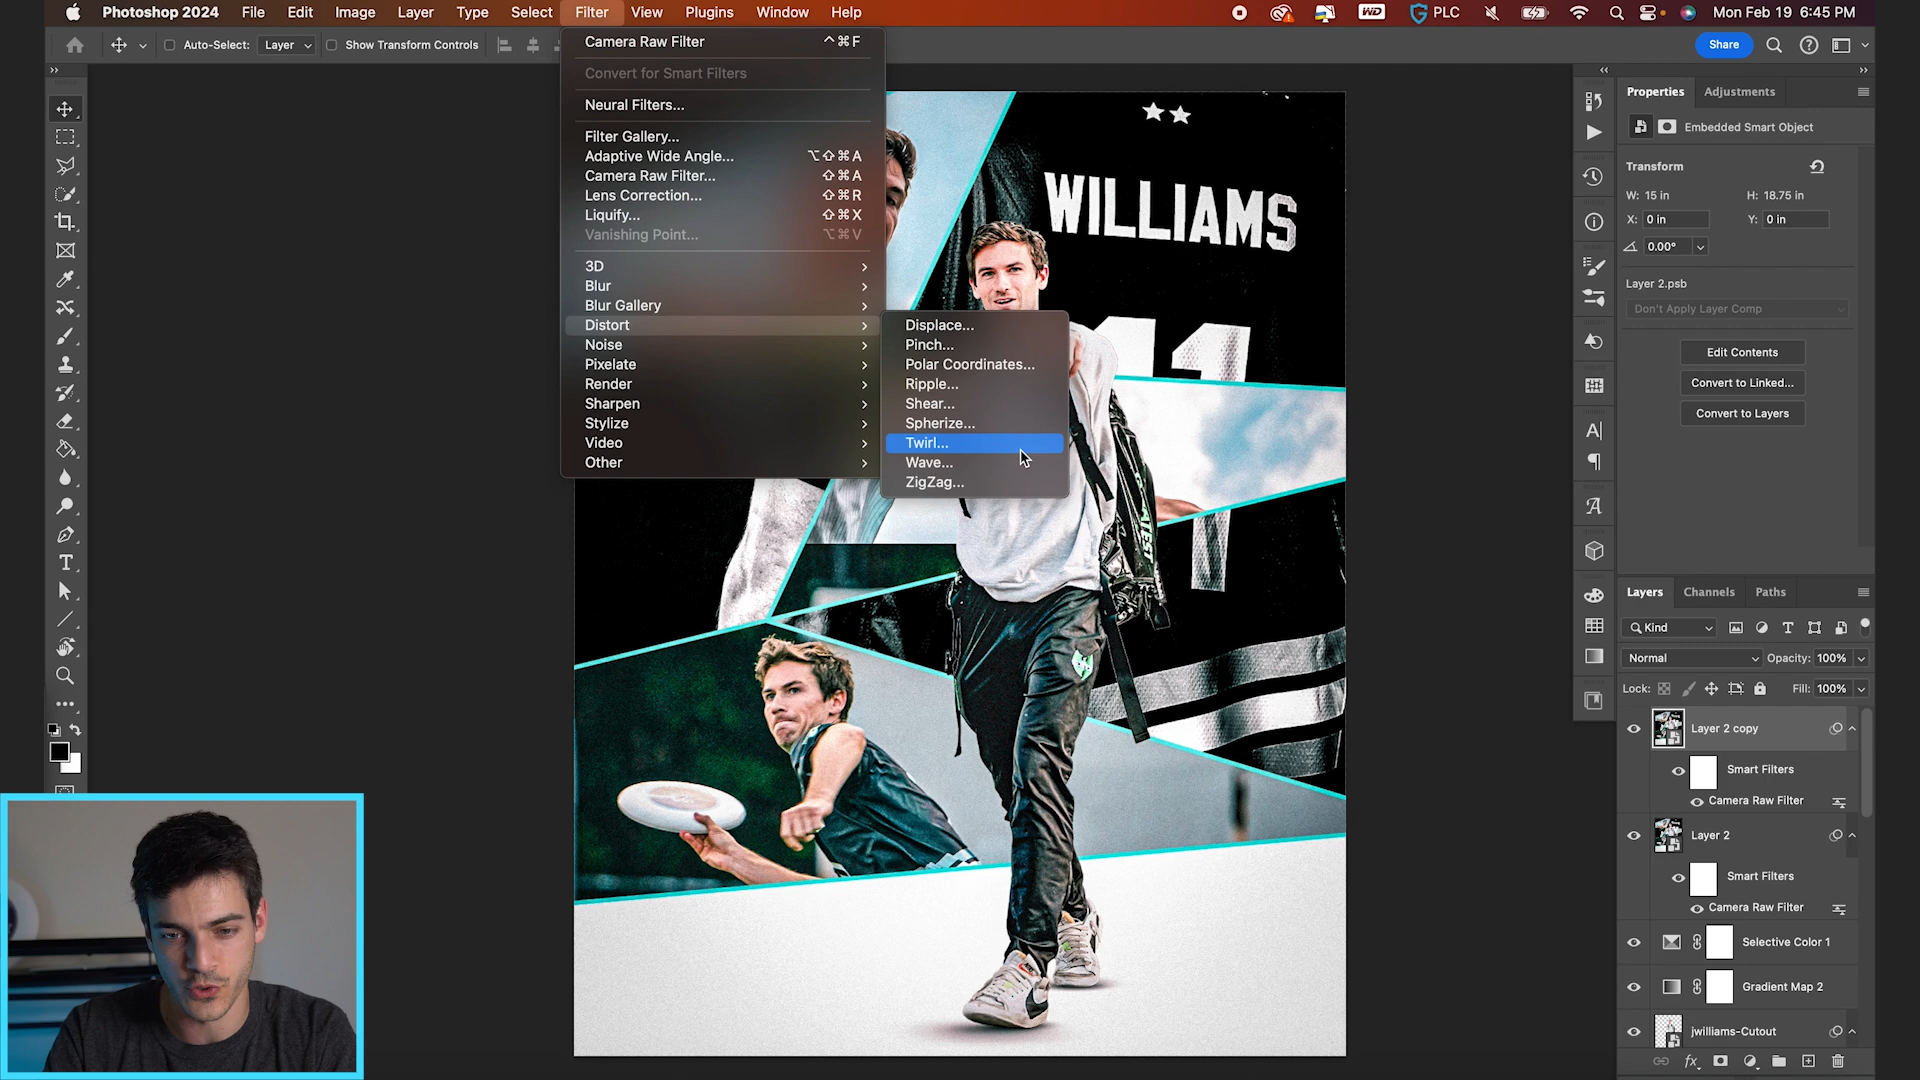 Photoshop 2024 File Edit Image Layer Type Select Filter View Plugins Window Help WD PLC Mon Feb 19 6:45 PM
Auto-Select: Layer Show Transform Controls Share
Camera Raw Filter ⌃⌘F
Convert for Smart Filters
Neural Filters...
Filter Gallery...
Adaptive Wide Angle... ⌥⇧⌘A
Camera Raw Filter... ⇧⌘A
Lens Correction... ⇧⌘R
Liquify... ⇧⌘X
Vanishing Point... ⌥⌘V
3D
Blur
Blur Gallery
Distort
Noise
Pixelate
Render
Sharpen
Stylize
Video
Other
Displace...
Pinch...
Polar Coordinates...
Ripple...
Shear...
Spherize...
Twirl...
Wave...
ZigZag...
WILLIAMS
11
Properties Adjustments
Embedded Smart Object
Transform
W: 15 in H: 18.75 in
X: 0 in Y: 0 in
0.00°
Layer 2.psb
Don't Apply Layer Comp
Edit Contents
Convert to Linked...
Convert to Layers
Layers Channels Paths
Kind
Normal Opacity: 100%
Lock: Fill: 100%
Layer 2 copy
Smart Filters
Camera Raw Filter
Layer 2
Smart Filters
Camera Raw Filter
Selective Color 1
Gradient Map 2
jwilliams-Cutout
fx